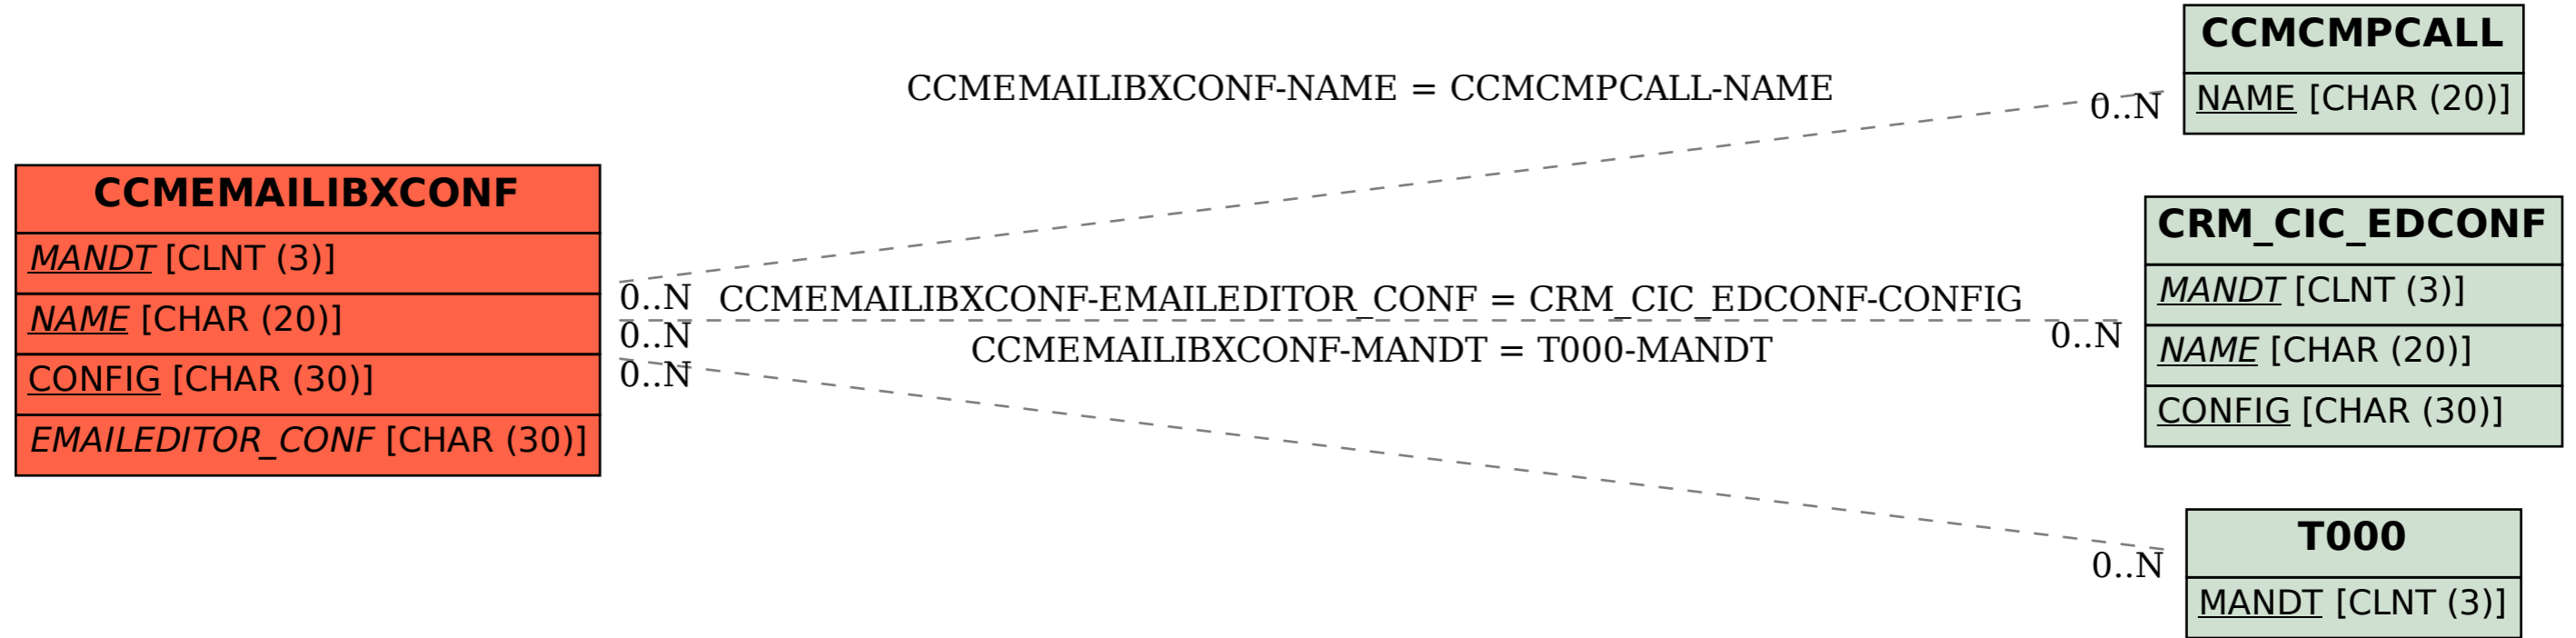 CCMEMAILIBXCONF
MANDT [CLNT (3)]
NAME [CHAR (20)]
CONFIG [CHAR (30)]
EMAILEDITOR_CONF [CHAR (30)]
CCMEMAILIBXCONF-NAME = CCMCMPCALL-NAME
0..N
0..N
CCMEMAILIBXCONF-EMAILEDITOR_CONF = CRM_CIC_EDCONF-CONFIG
0..N
0..N
CCMEMAILIBXCONF-MANDT = T000-MANDT
0..N
0..N
CCMCMPCALL
NAME [CHAR (20)]
CRM_CIC_EDCONF
MANDT [CLNT (3)]
NAME [CHAR (20)]
CONFIG [CHAR (30)]
T000
MANDT [CLNT (3)]